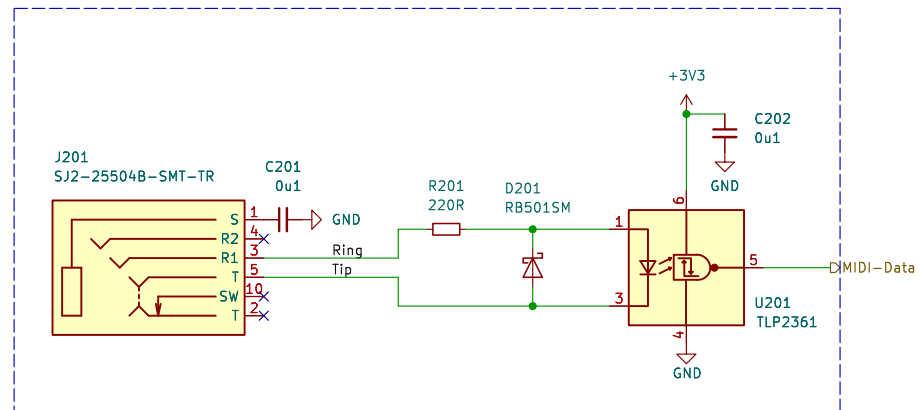 +3V3
C202
0u1
GND
J201
SJ2-25504B-SMT-TR
C201
0u1
GND
R201
220R
D201
RB501SM
S 1
R2 4
R1 3
T 5
SW 10
T 2
Ring
Tip
1
3
6
5
4
MIDI-Data
U201
TLP2361
GND